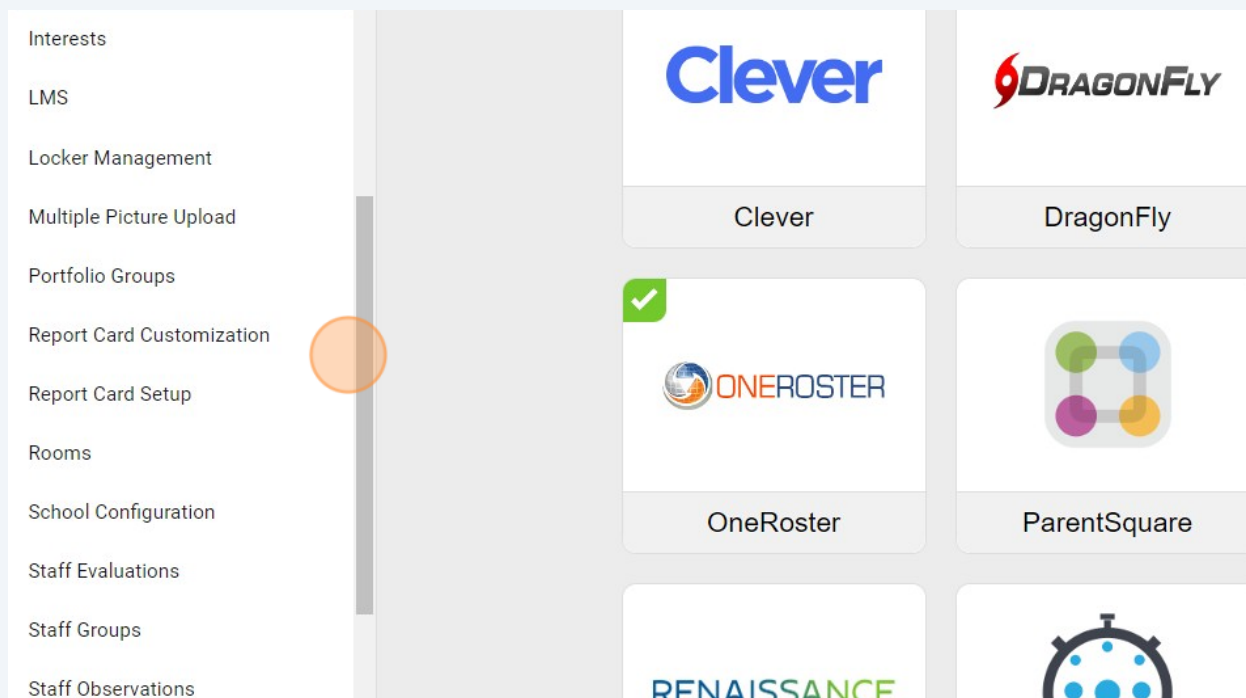 Interests
LMS
Locker Management
Multiple Picture Upload
Portfolio Groups
Report Card Customization
Report Card Setup
Rooms
School Configuration
Staff Evaluations
Staff Groups
Staff Observations
Clever
DRAGONFLY
Clever
DragonFly
ONEROSTER
OneRoster
ParentSquare
RENAISSANCE